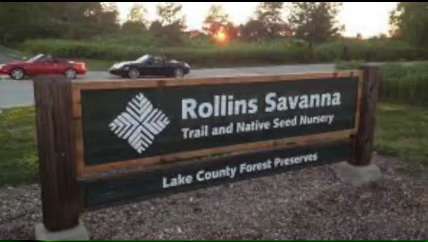 Rollins Savanna
Trail and Native Seed Nursery
Lake County Forest Preserves